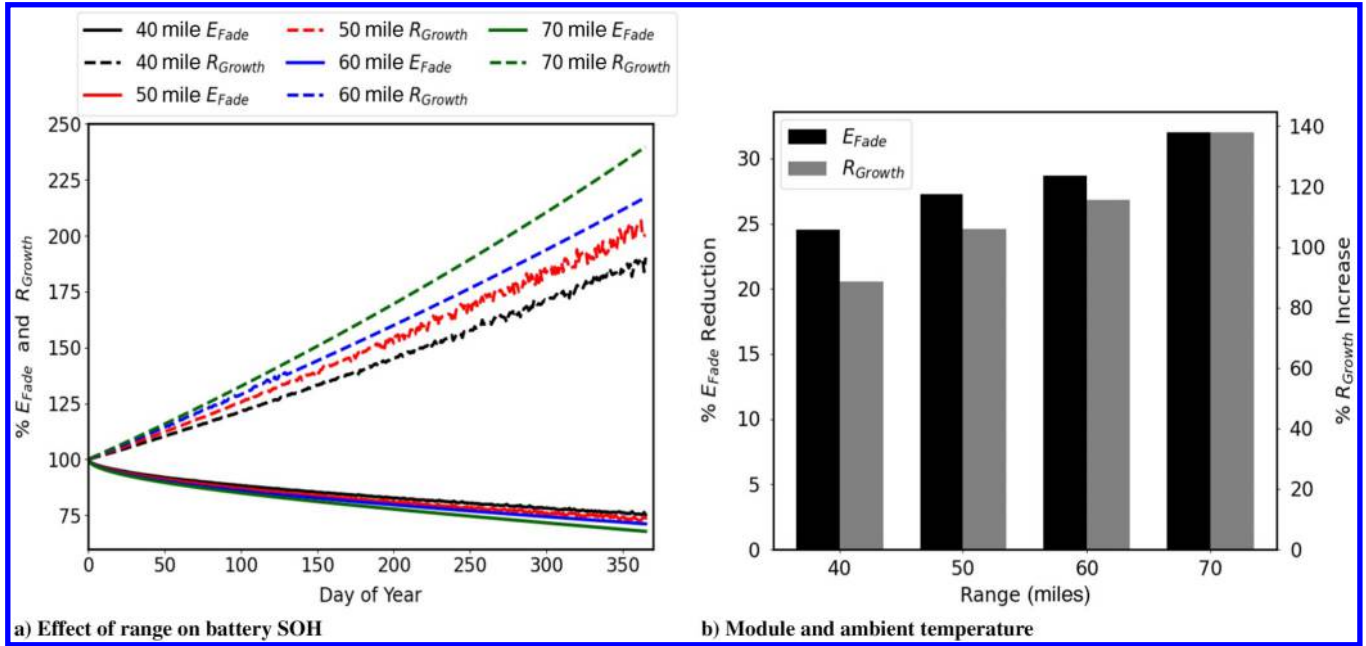 40 mile E_Fade
40 mile R_Growth
50 mile E_Fade
50 mile R_Growth
60 mile E_Fade
60 mile R_Growth
70 mile E_Fade
70 mile R_Growth
250
225
200
175
150
125
100
75
% E_Fade and R_Growth
0 50 100 150 200 250 300 350
Day of Year
a) Effect of range on battery SOH
E_Fade
R_Growth
30
25
20
15
10
5
0
% E_Fade Reduction
140
120
100
80
60
40
20
0
% R_Growth Increase
40 50 60 70
Range (miles)
b) Module and ambient temperature